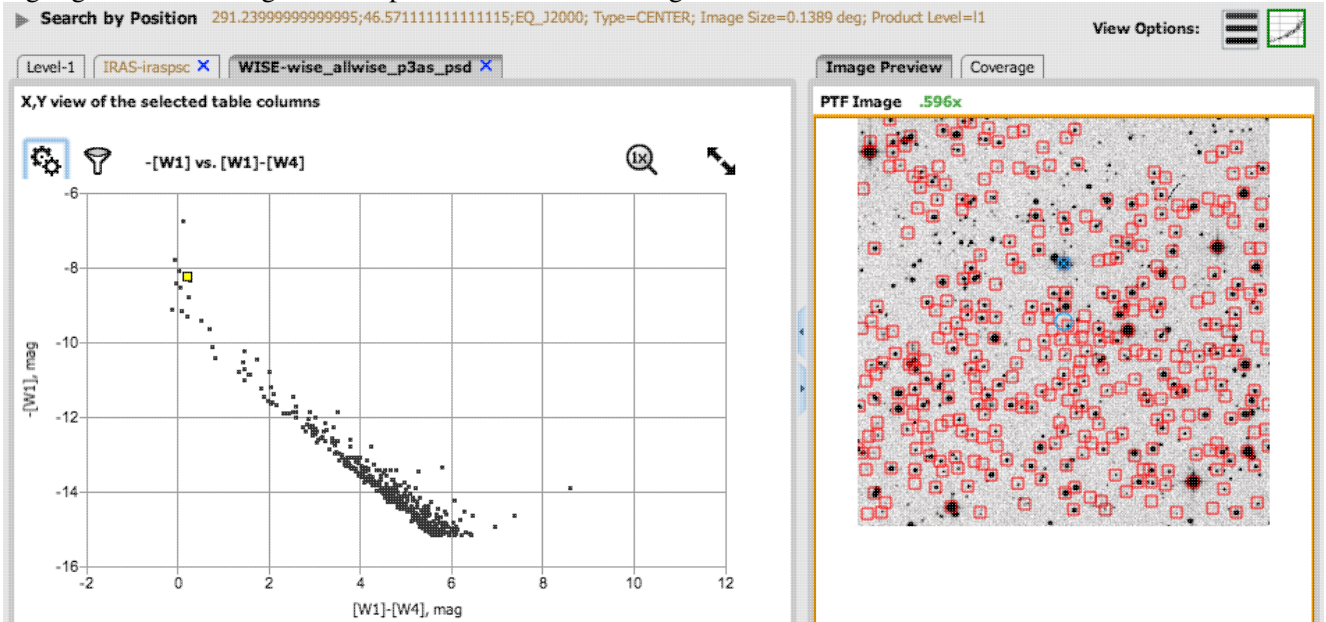 Search by Position 291.23999999999995;46.571111111111115;EQ_J2000; Type=CENTER; Image Size=0.1389 deg; Product Level=l1
View Options:
Level-1 IRAS-iraspsc X WISE-wise_allwise_p3as_psd X
Image Preview Coverage
X,Y view of the selected table columns
PTF Image .596x
-[W1] vs. [W1]-[W4]
1x
-6
-8
-10
-12
-14
-16
-[W1], mag
-2 0 2 4 6 8 10 12
[W1]-[W4], mag